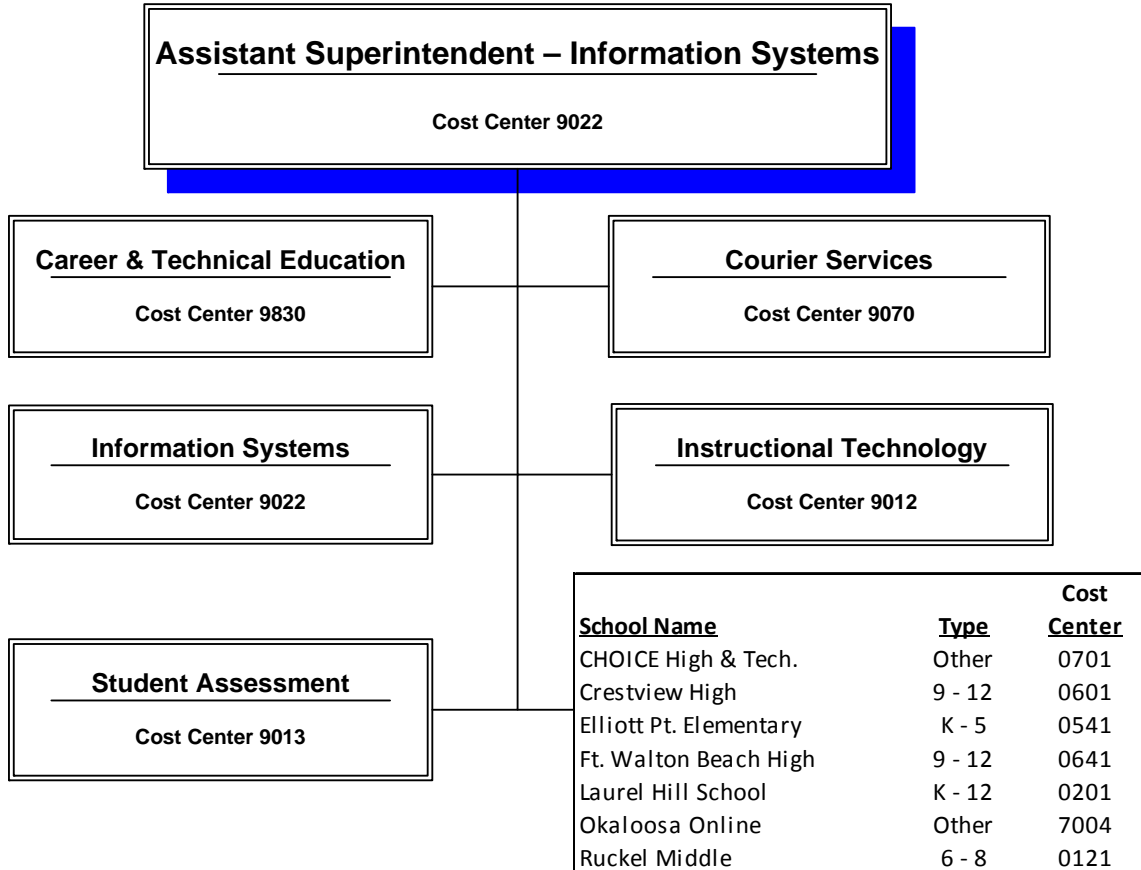 Assistant Superintendent – Information Systems
Cost Center 9022
Career & Technical Education
Cost Center 9830
Courier Services
Cost Center 9070
Information Systems
Cost Center 9022
Instructional Technology
Cost Center 9012
Student Assessment
Cost Center 9013
Cost
School Name Type Center
CHOICE High & Tech. Other 0701
Crestview High 9 - 12 0601
Elliott Pt. Elementary K - 5 0541
Ft. Walton Beach High 9 - 12 0641
Laurel Hill School K - 12 0201
Okaloosa Online Other 7004
Ruckel Middle 6 - 8 0121